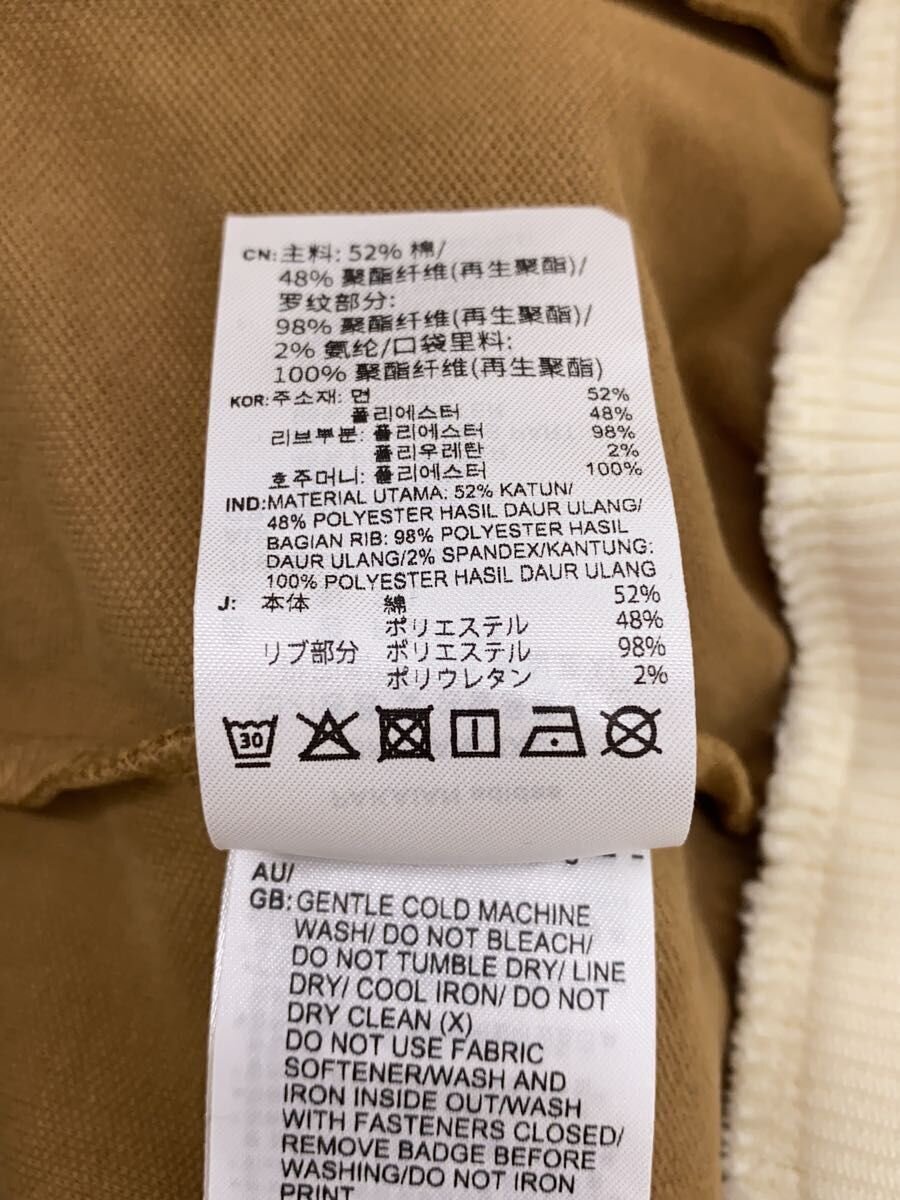 CN: 主料: 52% 棉/
48% 聚酯纤维(再生聚酯)/
罗纹部分:
98% 聚酯纤维(再生聚酯)/
2% 氨纶/口袋里料:
100% 聚酯纤维(再生聚酯)
KOR: 주소재: 면 52%
폴리에스터 48%
리브부분: 폴리에스터 98%
폴리우레탄 2%
호주머니: 폴리에스터 100%
IND: MATERIAL UTAMA: 52% KATUN/
48% POLYESTER HASIL DAUR ULANG/
BAGIAN RIB: 98% POLYESTER HASIL
DAUR ULANG/2% SPANDEX/KANTUNG:
100% POLYESTER HASIL DAUR ULANG
J: 本体 綿 52%
ポリエステル 48%
リブ部分 ポリエステル 98%
ポリウレタン 2%
30
AU/
GB: GENTLE COLD MACHINE
WASH/ DO NOT BLEACH/
DO NOT TUMBLE DRY/ LINE
DRY/ COOL IRON/ DO NOT
DRY CLEAN (X)
DO NOT USE FABRIC
SOFTENER/WASH AND
IRON INSIDE OUT/WASH
WITH FASTENERS CLOSED/
REMOVE BADGE BEFORE
WASHING/DO NOT IRON
PRINT